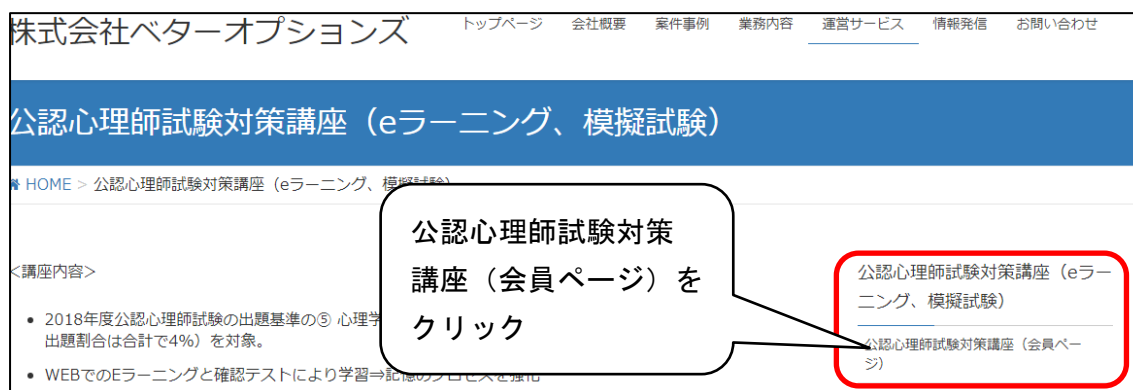 株式会社ベターオプションズ
トップページ 会社概要 案件事例 業務内容 運営サービス 情報発信 お問い合わせ
公認心理師試験対策講座（eラーニング、模擬試験）
HOME > 公認心理師試験対策講座（eラーニング、模擬試験）
公認心理師試験対策
講座（会員ページ）を
クリック
<講座内容>
• 2018年度公認心理師試験の出題基準の⑤ 心理学
出題割合は合計で4%）を対象。
• WEBでのEラーニングと確認テストにより学習⇒記憶のプロセスを強化
公認心理師試験対策講座（eラー
ニング、模擬試験）
公認心理師試験対策講座（会員ペー
ジ）